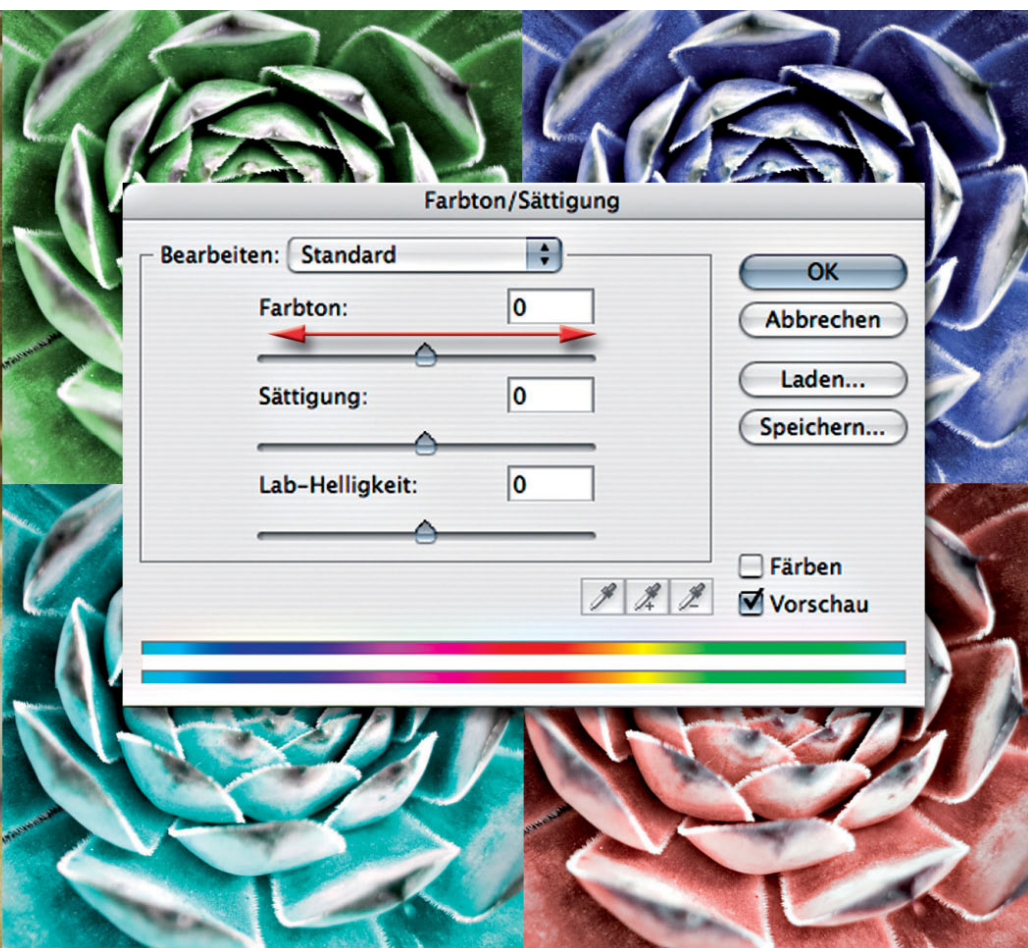 Farbton/Sättigung
Bearbeiten: Standard
OK
Farbton: 0
Abbrechen
Laden...
Sättigung: 0
Speichern...
Lab-Helligkeit: 0
Färben
Vorschau